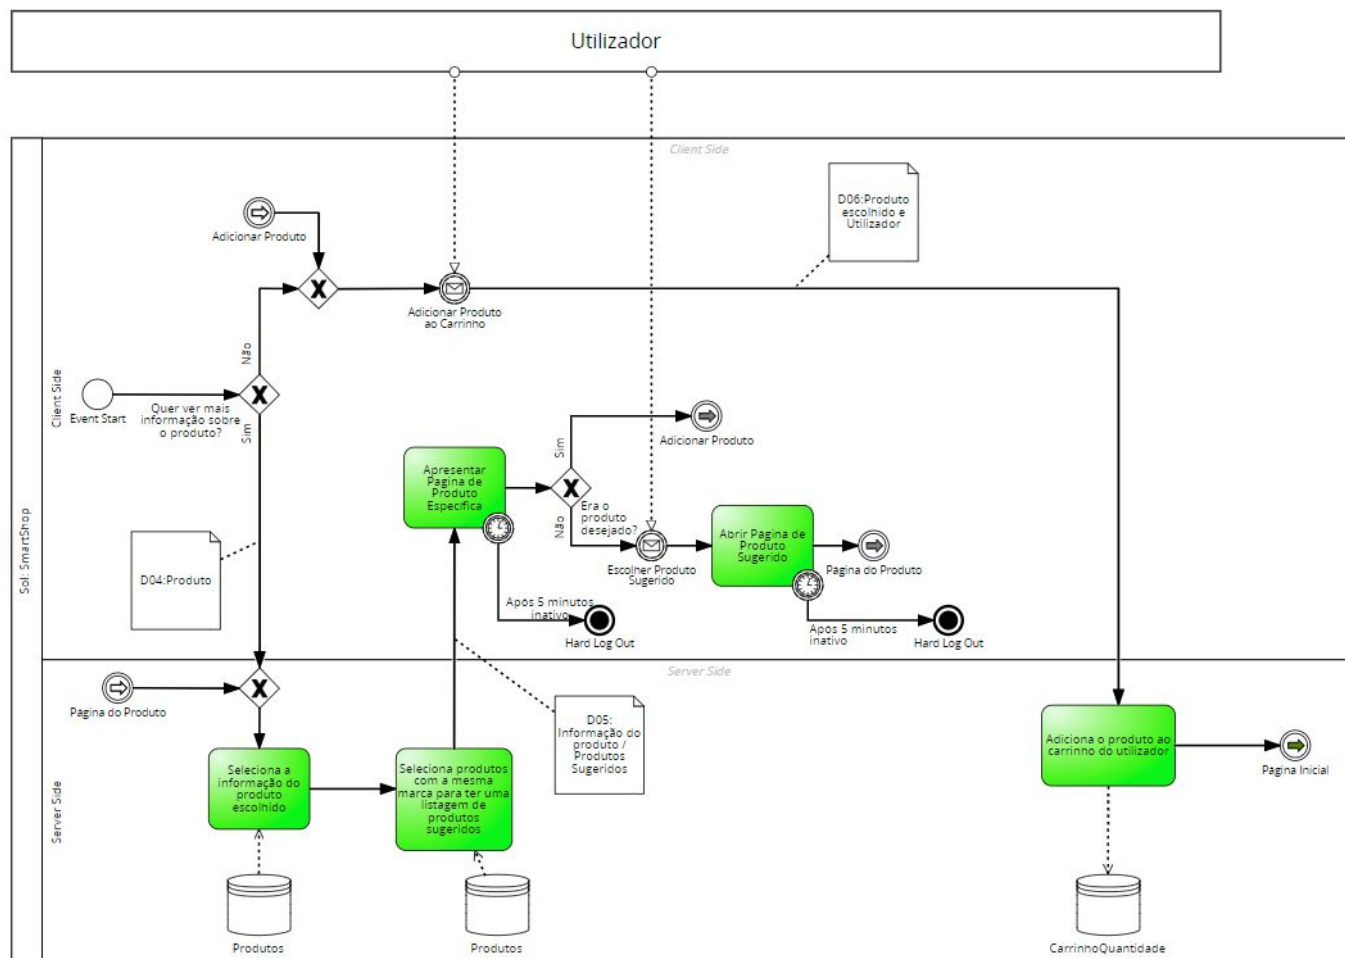 Utilizador
Client Side
D06:Produto
escolhido e
Utilizador
Adicionar Produto
Adicionar Produto
ao Carrinho
Não
Client Side
Event Start
Quer ver mais
informação sobre
o produto?
Sim
Sim
Adicionar Produto
Apresentar
Pagina de
Produto
Específica
Era o
produto
desejado?
Não
Escolher Produto
Sugerido
Abrir Página de
Produto
Sugerido
Página do Produto
Sol: SmartShop
D04:Produto
Após 5 minutos
inativo
Hard Log Out
Após 5 minutos
inativo
Hard Log Out
Server Side
Página do Produto
D05:
Informação do
produto /
Produtos
Sugeridos
Adiciona o produto ao
carrinho do utilizador
Página Inicial
Seleciona a
informação do
produto
escolhido
Seleciona produtos
com a mesma
marca para ter uma
listagem de
produtos
sugeridos
Server Side
Produtos
Produtos
CarrinhoQuantidade